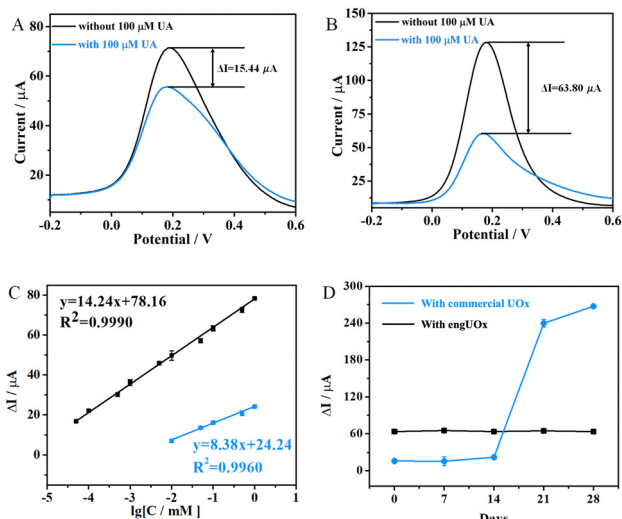 A
without 100 μM UA
with 100 μM UA
ΔI=15.44 μA
80
60
40
20
Current / μA
-0.2
0.0
0.2
0.4
0.6
Potential / V
B
without 100 μM UA
with 100 μM UA
ΔI=63.80 μA
150
125
100
75
50
25
Current / μA
-0.2
0.0
0.2
0.4
0.6
Potential / V
C
y=14.24x+78.16
R²=0.9990
y=8.38x+24.24
R²=0.9960
80
60
40
20
0
ΔI / μA
-5
-4
-3
-2
-1
0
1
lg[C / mM]
D
With commercial UOx
With engUOx
300
240
180
120
60
0
ΔI / μA
0
7
14
21
28
Days